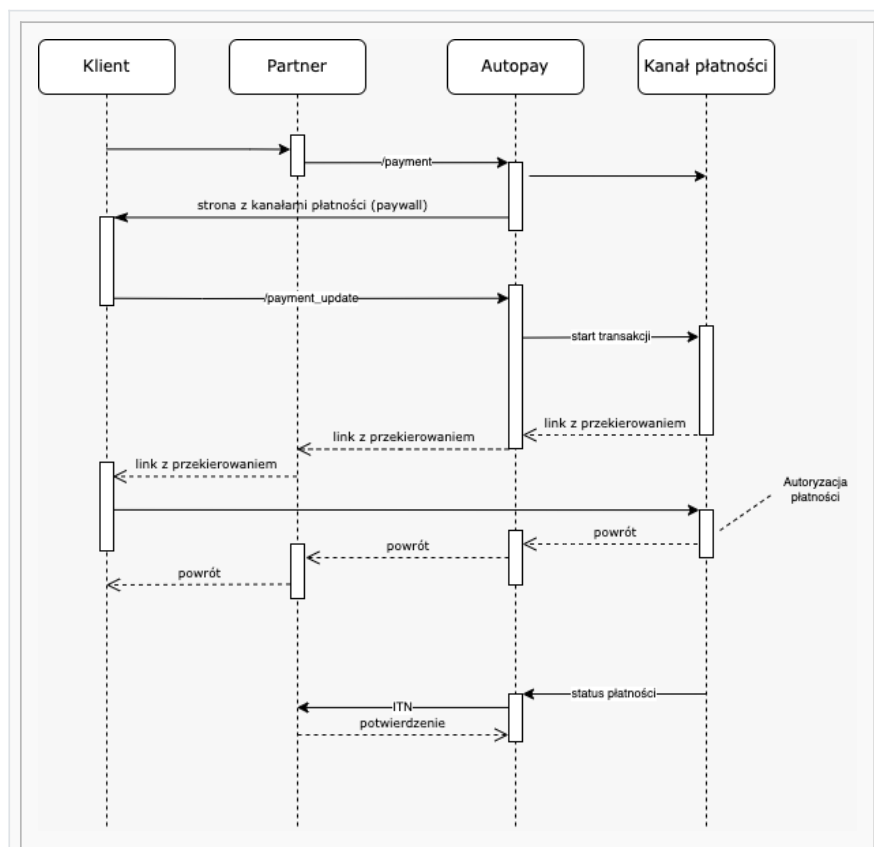 Klient
Partner
Autopay
Kanał płatności
/payment
strona z kanałami płatności (paywall)
/payment_update
start transakcji
link z przekierowaniem
link z przekierowaniem
link z przekierowaniem
Autoryzacja
płatności
powrót
powrót
powrót
status płatności
ITN
potwierdzenie